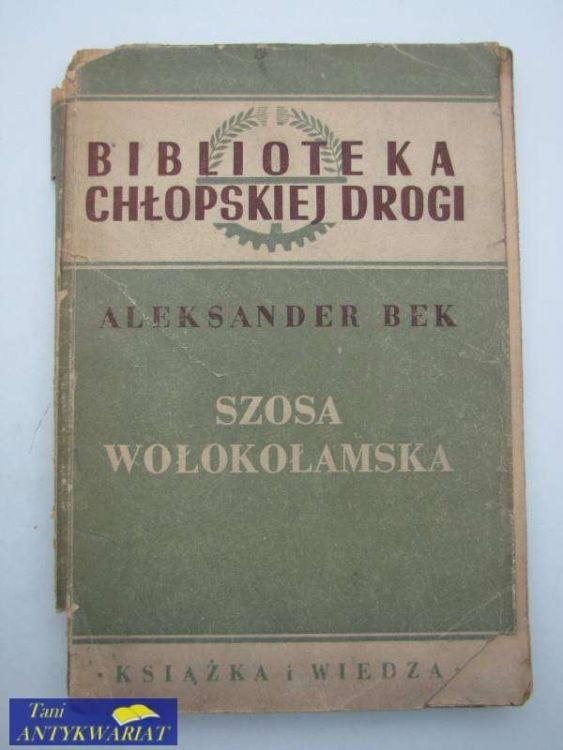 BIBLIOTEKA
CHŁOPSKIEJ DROGI
ALEKSANDER BEK
SZOSA
WOŁOKOŁAMSKA
· KSIĄŻKA i WIEDZA ·
Tani
ANTYKWARIAT